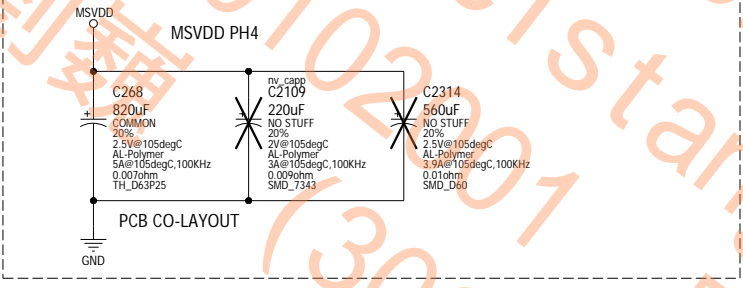 MSVDD
MSVDD PH4
C268
820uF
COMMON
20%
2.5V@105degC
AL-Polymer
5A@105degC,100KHz
0.007ohm
TH_D63P25
nv_capp
C2109
220uF
NO STUFF
20%
2V@105degC
AL-Polymer
3A@105degC,100KHz
0.009ohm
SMD_7343
C2314
560uF
NO STUFF
20%
2.5V@105degC
AL-Polymer
3.9A@105degC,100KHz
0.01ohm
SMD_D60
PCB CO-LAYOUT
GND